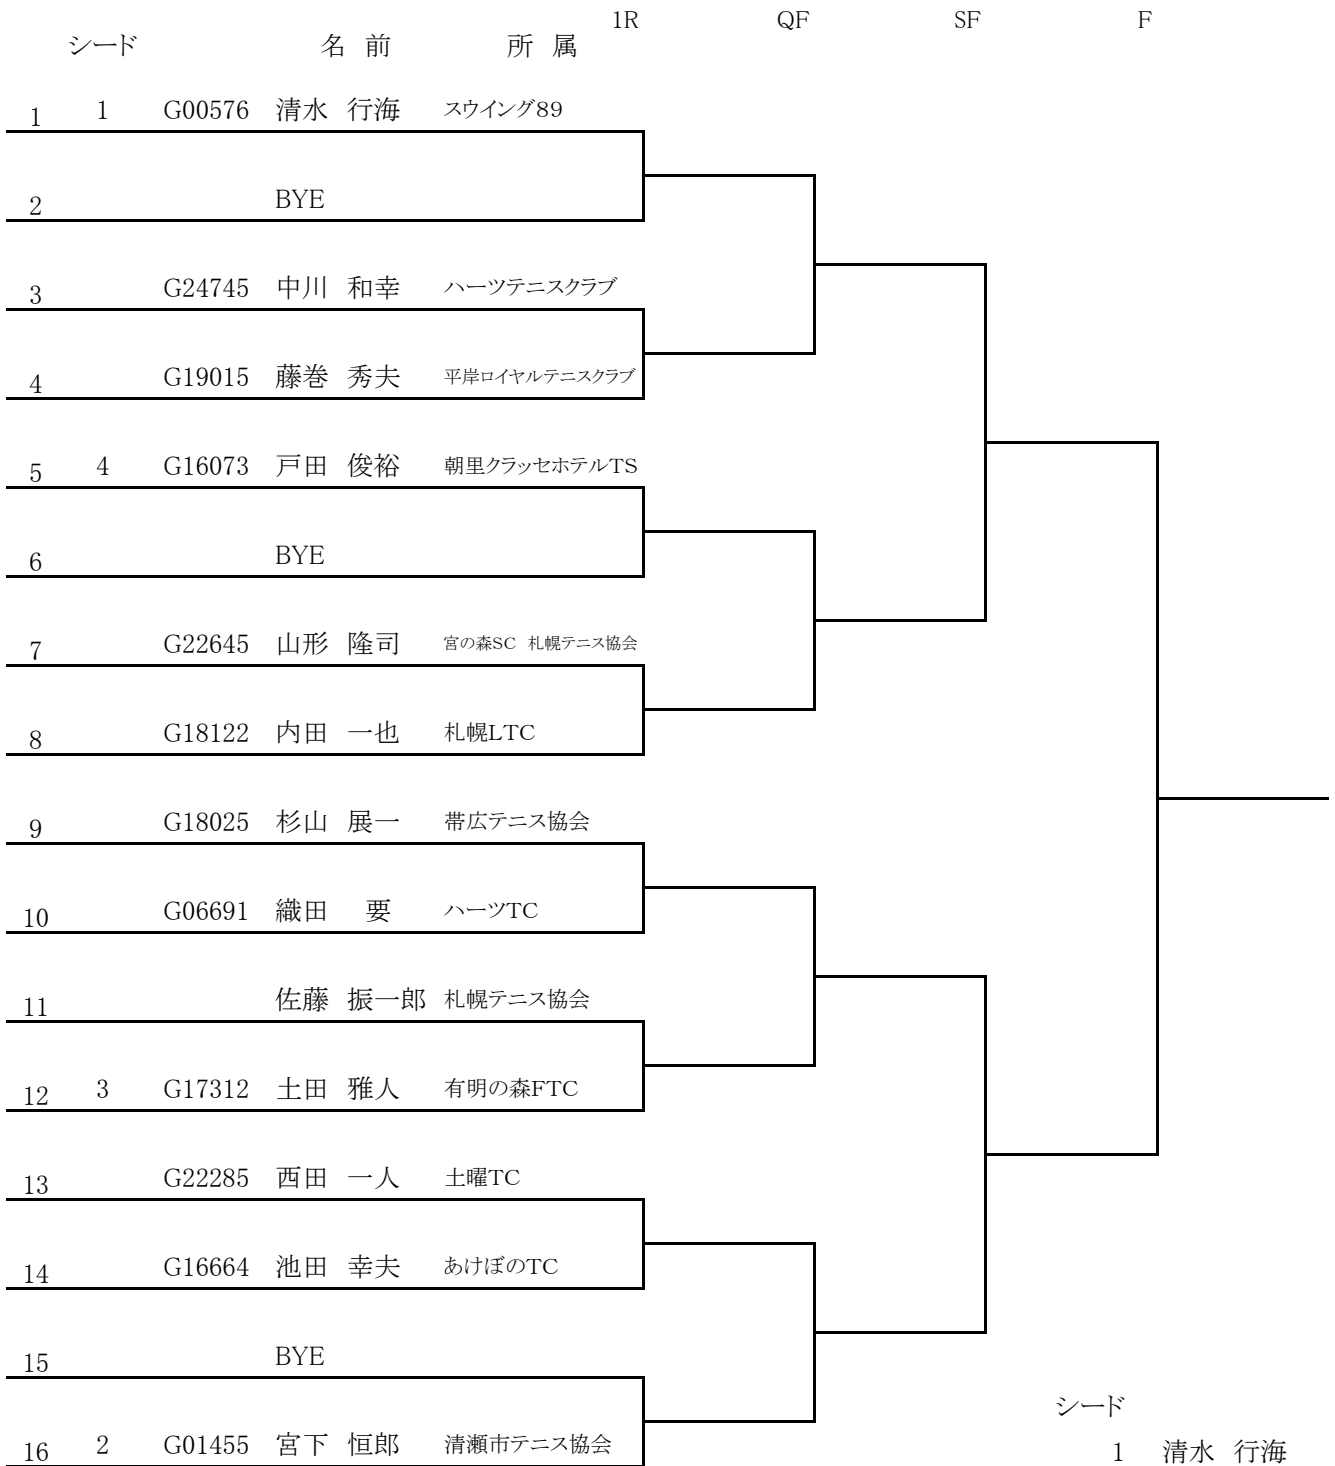 1R QF SF F
シード 名 前 所 属
1 1 G00576 清水 行海 スウイング89
2 BYE
3 G24745 中川 和幸 ハーツテニスクラブ
4 G19015 藤巻 秀夫 平岸ロイヤルテニスクラブ
5 4 G16073 戸田 俊裕 朝里クラッセホテルTS
6 BYE
7 G22645 山形 隆司 宮の森SC 札幌テニス協会
8 G18122 内田 一也 札幌LTC
9 G18025 杉山 展一 帯広テニス協会
10 G06691 織田 要 ハーツTC
11 佐藤 振一郎 札幌テニス協会
12 3 G17312 土田 雅人 有明の森FTC
13 G22285 西田 一人 土曜TC
14 G16664 池田 幸夫 あけぼのTC
15 BYE
16 2 G01455 宮下 恒郎 清瀬市テニス協会
シード
1 清水 行海